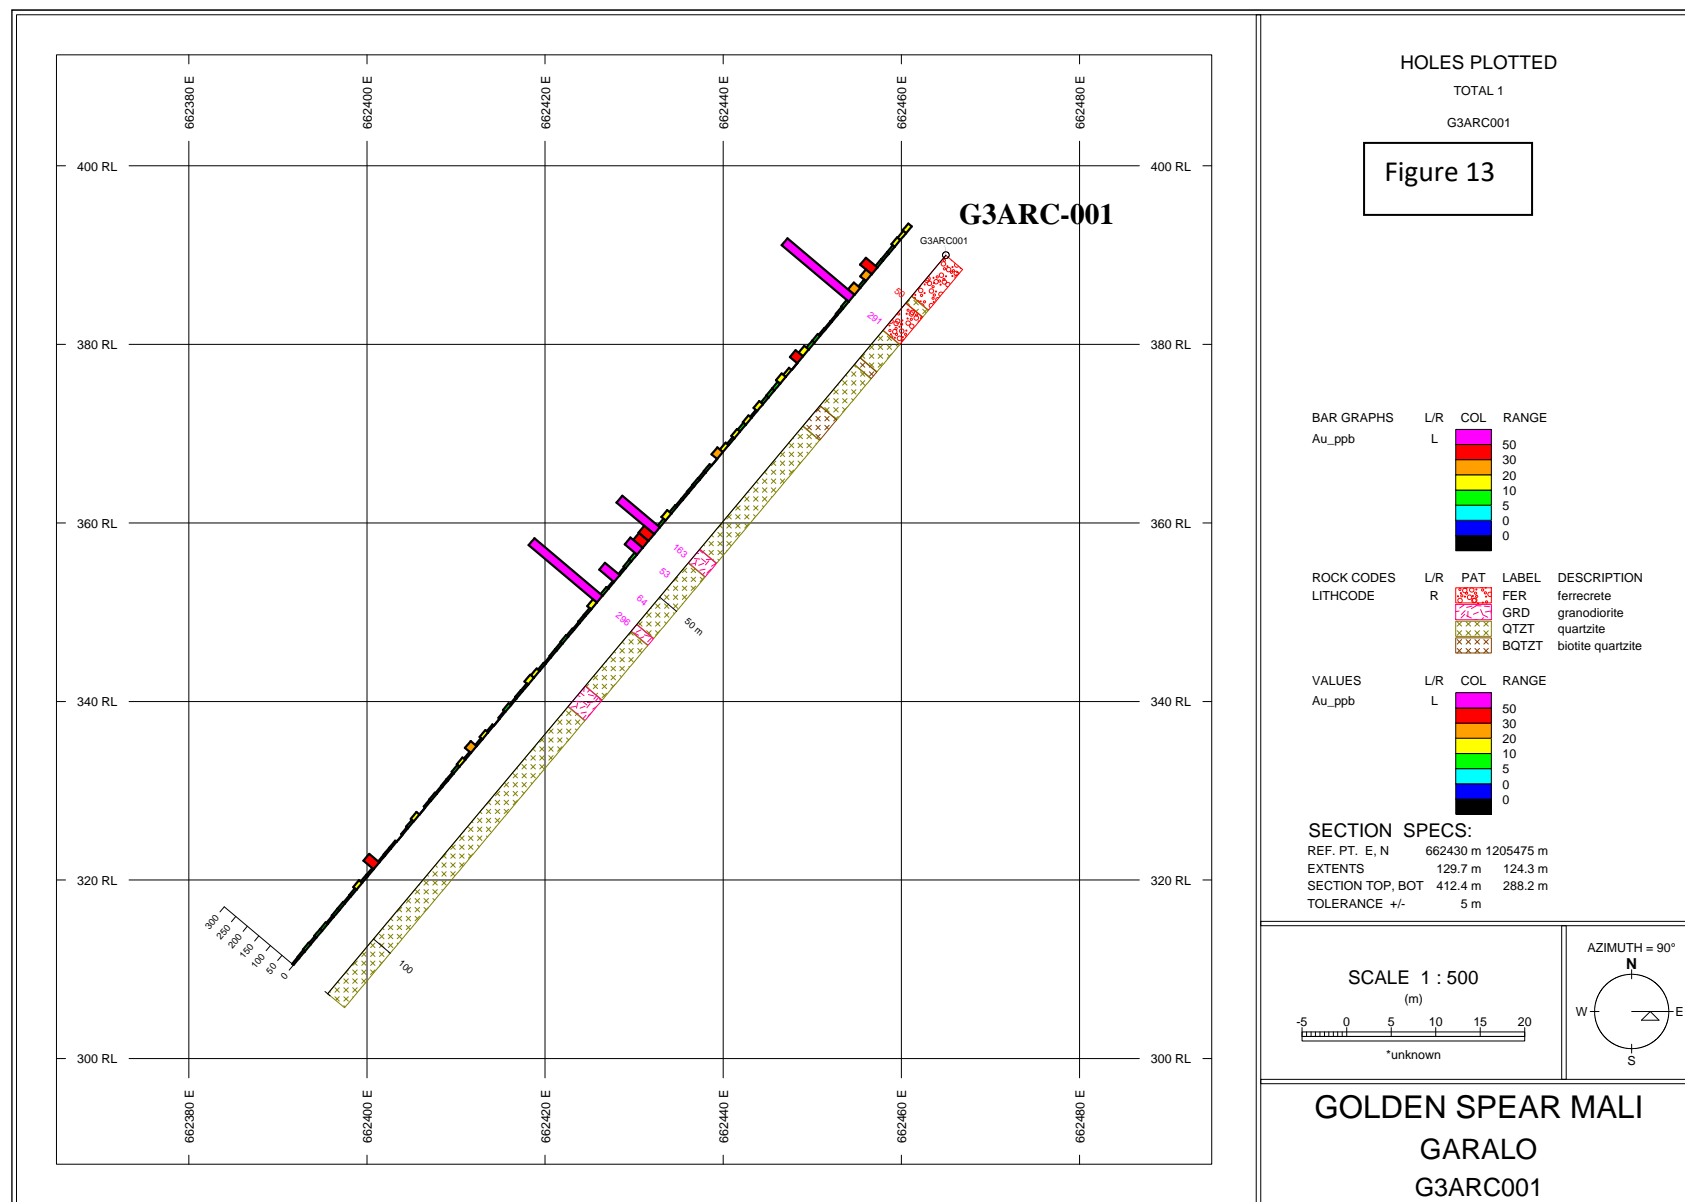 662380 E
662400 E
662420 E
662440 E
662460 E
662480 E
400 RL
400 RL
G3ARC-001
G3ARC001
50
291
380 RL
380 RL
360 RL
360 RL
163
53
64
296
50 m
340 RL
340 RL
320 RL
320 RL
300
250
200
150
100
50
0
100
300 RL
300 RL
662380 E
662400 E
662420 E
662440 E
662460 E
662480 E
HOLES PLOTTED
TOTAL 1
G3ARC001
Figure 13
BAR GRAPHS L/R COL RANGE
Au_ppb L
50
30
20
10
5
0
0
ROCK CODES L/R PAT LABEL DESCRIPTION
LITHCODE R FER ferrecrete
GRD granodiorite
QTZT quartzite
BQTZT biotite quartzite
VALUES L/R COL RANGE
Au_ppb L
50
30
20
10
5
0
0
SECTION SPECS:
REF. PT. E, N 662430 m 1205475 m
EXTENTS 129.7 m 124.3 m
SECTION TOP, BOT 412.4 m 288.2 m
TOLERANCE +/- 5 m
SCALE 1 : 500
(m)
-5 0 5 10 15 20
*unknown
AZIMUTH = 90°
N
W E
S
GOLDEN SPEAR MALI
GARALO
G3ARC001